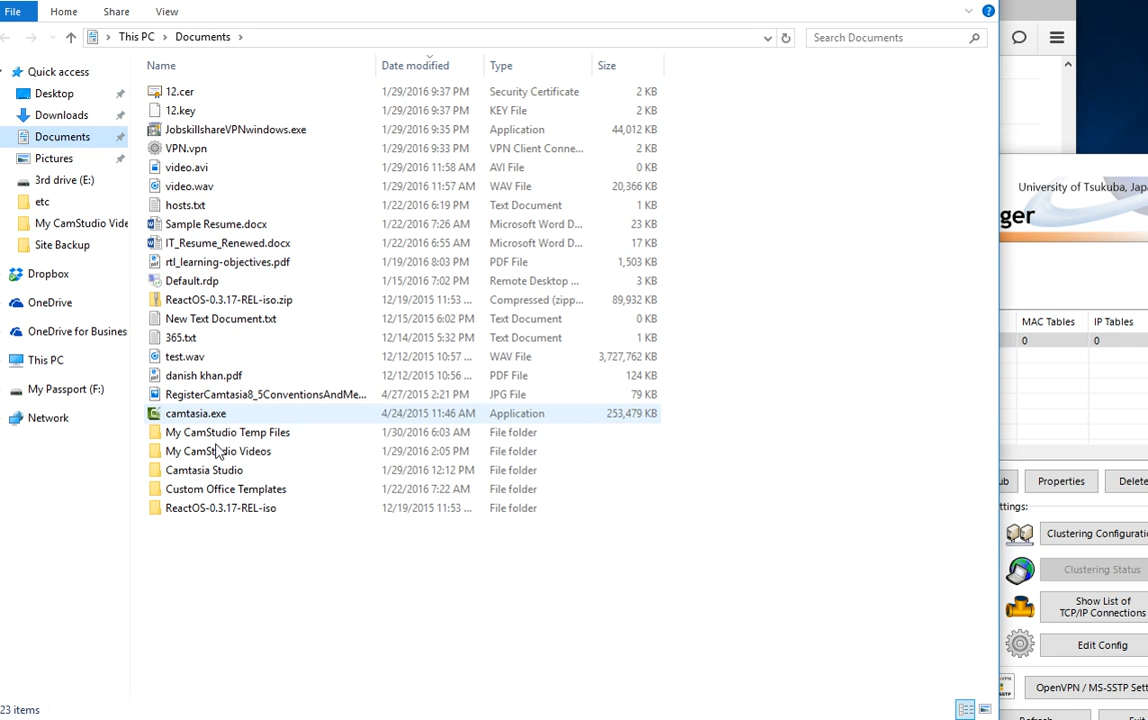 File Home Share View
This PC Documents Search Documents
Quick access
Desktop
Downloads
Documents
Pictures
3rd drive (E:)
etc
My CamStudio Vide
Site Backup
Dropbox
OneDrive
OneDrive for Busines
This PC
My Passport (F:)
Network
Name Date modified Type Size
12.cer 1/29/2016 9:37 PM Security Certificate 2 KB
12.key 1/29/2016 9:37 PM KEY File 2 KB
JobskillshareVPNwindows.exe 1/29/2016 9:35 PM Application 44,012 KB
VPN.vpn 1/29/2016 9:33 PM VPN Client Conne... 2 KB
video.avi 1/29/2016 11:58 AM AVI File 0 KB
video.wav 1/29/2016 11:57 AM WAV File 20,366 KB
hosts.txt 1/22/2016 6:19 PM Text Document 1 KB
Sample Resume.docx 1/22/2016 7:26 AM Microsoft Word D... 23 KB
IT_Resume_Renewed.docx 1/22/2016 6:55 AM Microsoft Word D... 17 KB
rtl_learning-objectives.pdf 1/19/2016 8:03 PM PDF File 1,503 KB
Default.rdp 1/15/2016 7:02 PM Remote Desktop ... 3 KB
ReactOS-0.3.17-REL-iso.zip 12/19/2015 11:53 ... Compressed (zipp... 89,932 KB
New Text Document.txt 12/15/2015 6:02 PM Text Document 0 KB
365.txt 12/14/2015 5:32 PM Text Document 1 KB
test.wav 12/12/2015 10:57 ... WAV File 3,727,762 KB
danish khan.pdf 12/12/2015 10:56 ... PDF File 124 KB
RegisterCamtasia8_5ConventionsAndMe... 4/27/2015 2:21 PM JPG File 79 KB
camtasia.exe 4/24/2015 11:46 AM Application 253,479 KB
My CamStudio Temp Files 1/30/2016 6:03 AM File folder
My CamStudio Videos 1/29/2016 2:05 PM File folder
Camtasia Studio 1/29/2016 12:12 PM File folder
Custom Office Templates 1/22/2016 7:22 AM File folder
ReactOS-0.3.17-REL-iso 12/19/2015 11:53 ... File folder
23 items
University of Tsukuba, Jap
ger
MAC Tables IP Tables
0 0
ub Properties Delete
ttings:
Clustering Configuratio
Clustering Status
Show List of
TCP/IP Connections
Edit Config
OpenVPN / MS-SSTP Sett
Refresh